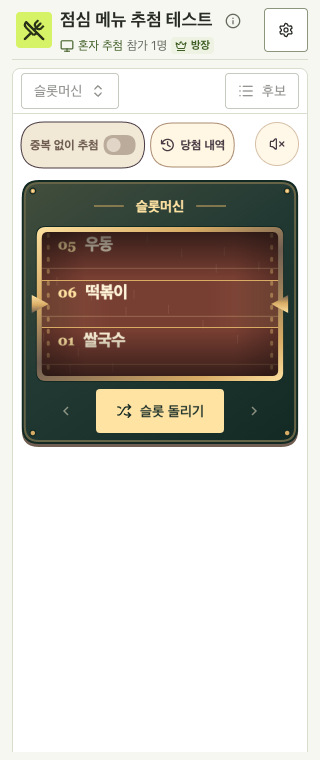 점심 메뉴 추첨 테스트
혼자 추첨 참가 1명 방장
슬롯머신
후보
중복 없이 추첨
당첨 내역
슬롯머신
05 우동
06 떡볶이
01 쌀국수
슬롯 돌리기